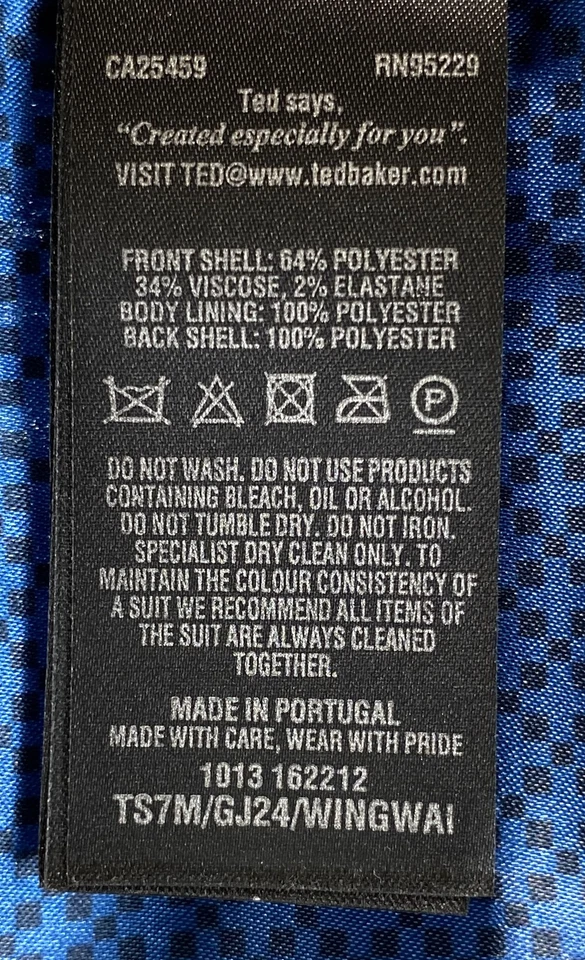 CA25459 RN95229
Ted says,
“Created especially for you”.
VISIT TED@www.tedbaker.com
FRONT SHELL: 64% POLYESTER
34% VISCOSE, 2% ELASTANE
BODY LINING: 100% POLYESTER
BACK SHELL: 100% POLYESTER
P
DO NOT WASH. DO NOT USE PRODUCTS
CONTAINING BLEACH, OIL OR ALCOHOL.
DO NOT TUMBLE DRY. DO NOT IRON.
SPECIALIST DRY CLEAN ONLY. TO
MAINTAIN THE COLOUR CONSISTENCY OF
A SUIT WE RECOMMEND ALL ITEMS OF
THE SUIT ARE ALWAYS CLEANED
TOGETHER.
MADE IN PORTUGAL
MADE WITH CARE, WEAR WITH PRIDE
1013 162212
TS7M/GJ24/WINGWAI